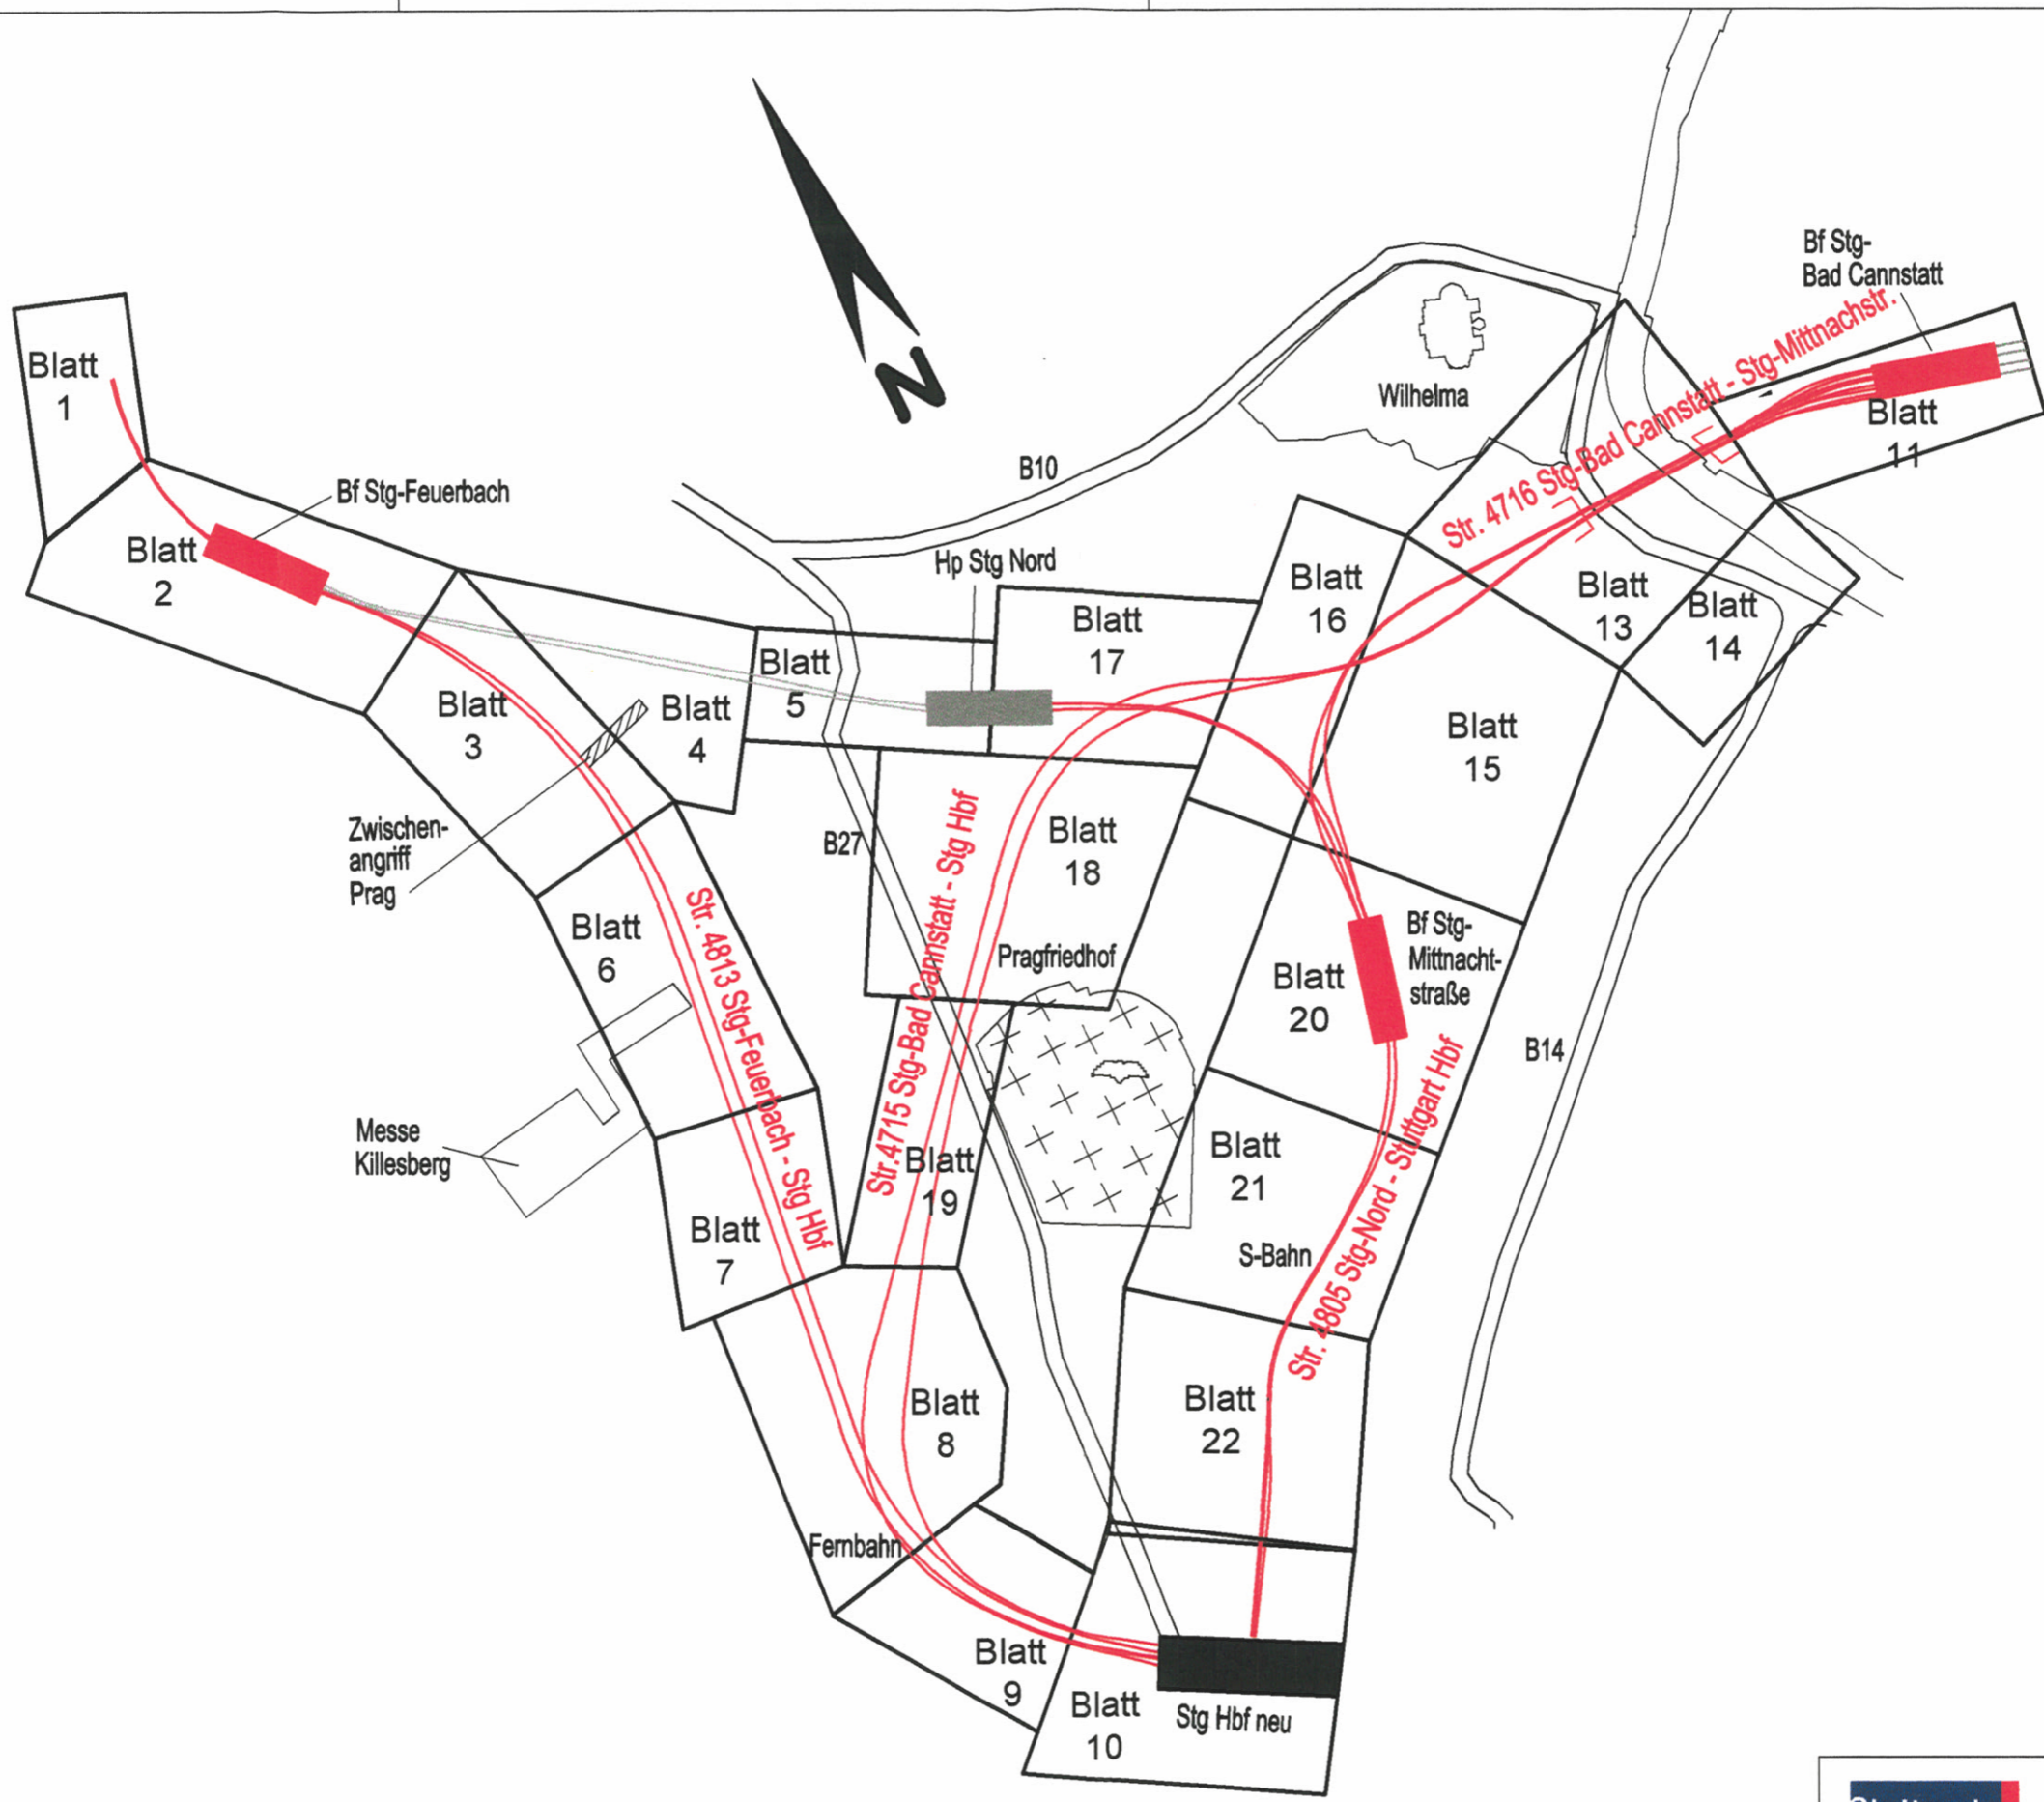 Bf Stg-
Bad Cannstatt
Str. 4716 Stg-Bad Cannstatt - Stg-Mittnachstr.
Blatt
1
Wilhelma
Blatt
11
B10
Bf Stg-Feuerbach
Blatt
2
N
Hp Stg Nord
Blatt
16
Blatt
13
Blatt
14
Blatt
17
Blatt
5
Blatt
3
Blatt
4
Blatt
15
Zwischen-
angriff
Prag
B27
Blatt
18
Str.4715 Stg-Bad Cannstatt - Stg Hbf
Blatt
6
Str. 4813 Stg-Feuerbach - Stg Hbf
Pragfriedhof
Bf Stg-
Mittnacht-
straße
Blatt
20
B14
Messe
Killesberg
Blatt
19
Blatt
21
Str. 4805 Stg-Nord - Stuttgart Hbf
Blatt
7
S-Bahn
Blatt
8
Blatt
22
Fernbahn
Blatt
9
Blatt
10
Stg Hbf neu